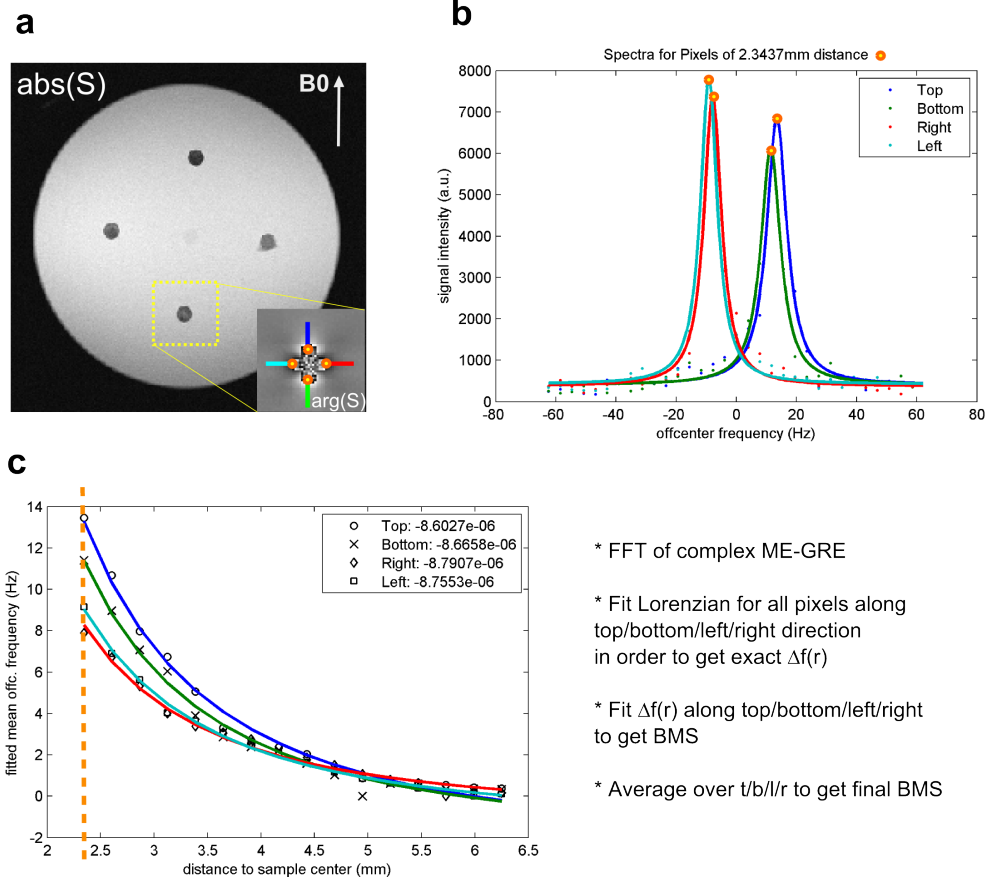 a
abs(S)
B0
arg(S)
b
Spectra for Pixels of 2.3437mm distance
8000
7000
6000
5000
4000
3000
2000
1000
0
signal intensity (a.u.)
Top
Bottom
Right
Left
-80 -60 -40 -20 0 20 40 60 80
offcenter frequency (Hz)
c
14
12
10
8
6
4
2
0
-2
fitted mean offc. frequency (Hz)
Top: -8.6027e-06
Bottom: -8.6658e-06
Right: -8.7907e-06
Left: -8.7553e-06
2 2.5 3 3.5 4 4.5 5 5.5 6 6.5
distance to sample center (mm)
* FFT of complex ME-GRE
* Fit Lorenzian for all pixels along
top/bottom/left/right direction
in order to get exact Δf(r)
* Fit Δf(r) along top/bottom/left/right
to get BMS
* Average over t/b/l/r to get final BMS